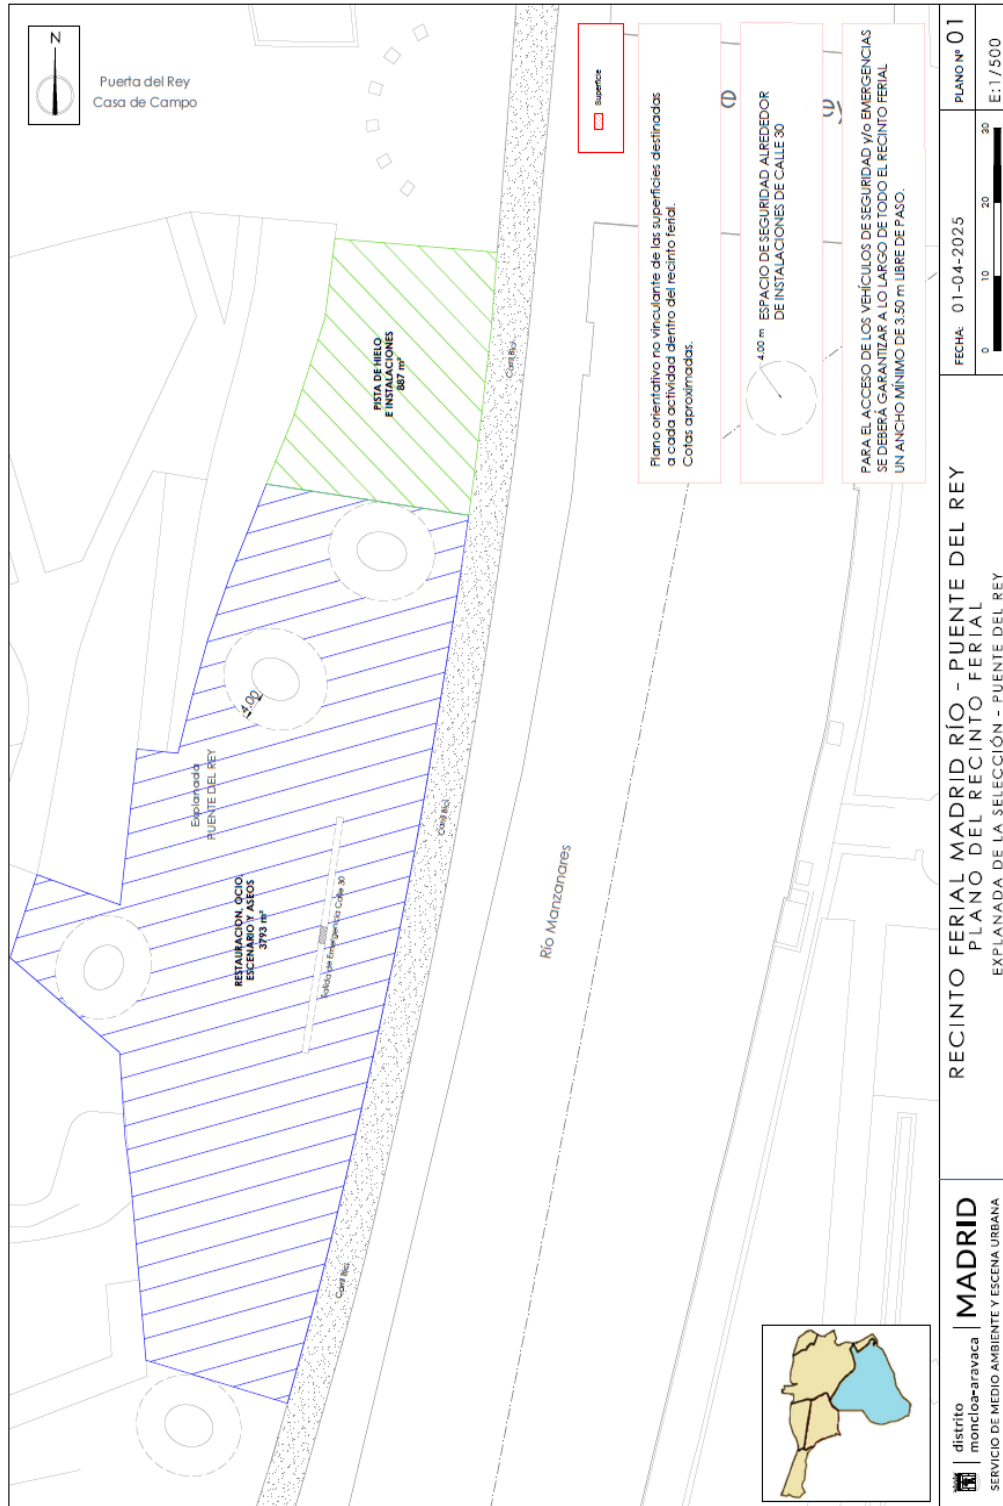 N
Puerta del Rey
Casa de Campo
Superficie
Plano orientativo no vinculante de las superficies destinadas
a cada actividad dentro del recinto ferial.
Cotas aproximadas.
4.00 m ESPACIO DE SEGURIDAD ALREDEDOR
DE INSTALACIONES DE CALLE 30
PARA EL ACCESO DE LOS VEHÍCULOS DE SEGURIDAD y/o EMERGENCIAS
SE DEBERÁ GARANTIZAR A LO LARGO DE TODO EL RECINTO FERIAL
UN ANCHO MÍNIMO DE 3.50 m LIBRE DE PASO.
PISTA DE HIELO
E INSTALACIONES
887 m²
Carril Bici
4.00
Explanada
PUENTE DEL REY
RESTAURACIÓN, OCIO,
ESCENARIO Y ASEOS
3793 m²
Salida de Emergencia Calle 30
Carril Bici
Río Manzanares
Carril Bici
distrito
moncloa-aravaca
MADRID
SERVICIO DE MEDIO AMBIENTE Y ESCENA URBANA
RECINTO FERIAL MADRID RÍO - PUENTE DEL REY
PLANO DEL RECINTO FERIAL
EXPLANADA DE LA SELECCIÓN - PUENTE DEL REY
FECHA: 01-04-2025
PLANO Nº 01
0 10 20 30
E:1/500